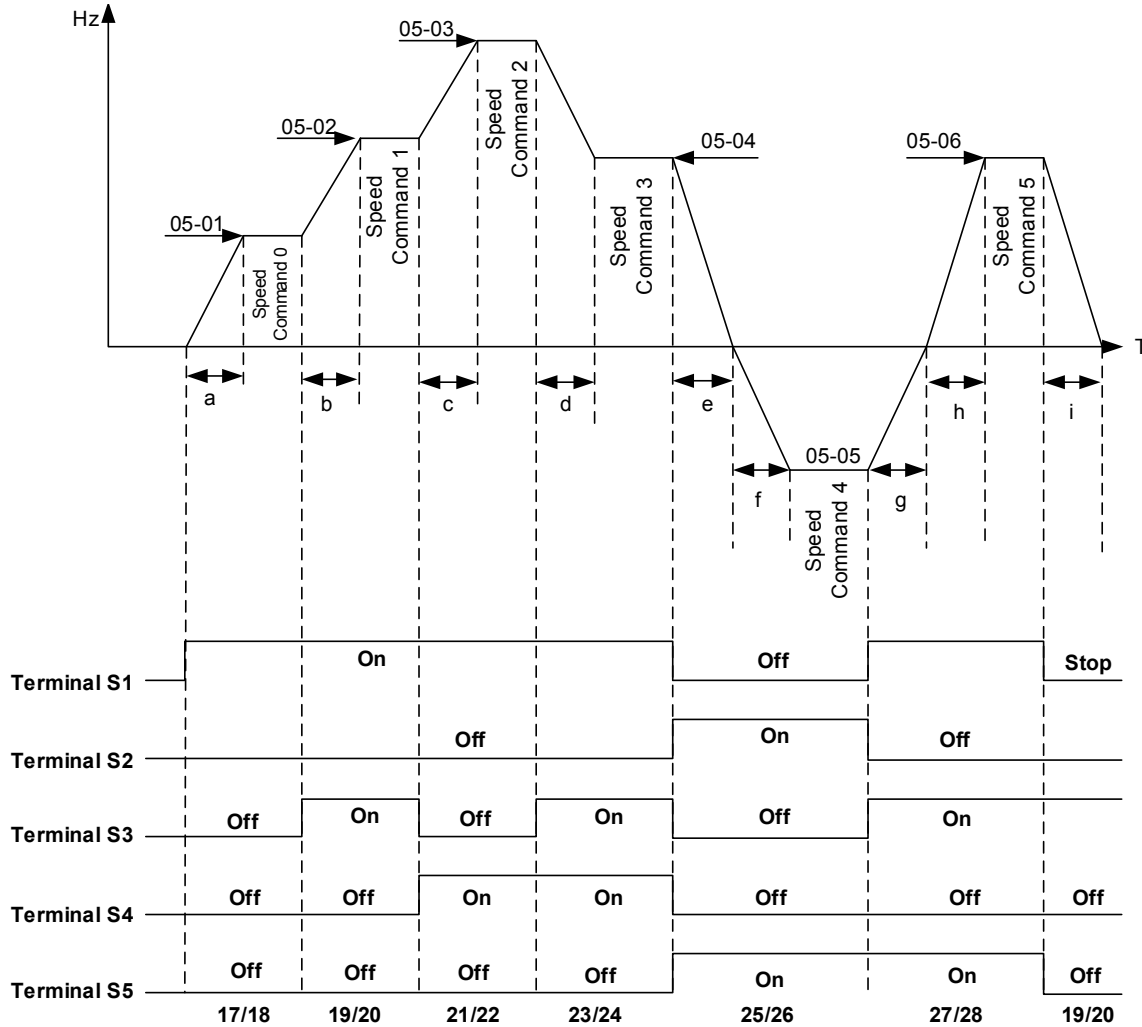 Hz
05-03
05-02
05-04
05-06
05-01
Speed
Command 0
Speed
Command 1
Speed
Command 2
Speed
Command 3
Speed
Command 5
T
a
b
c
d
e
h
i
f
05-05
g
Speed
Command 4
Terminal S1
On
Off
Stop
Terminal S2
Off
On
Off
Terminal S3
Off
On
Off
On
Off
On
Terminal S4
Off
Off
On
On
Off
Off
Off
Terminal S5
Off
Off
Off
Off
On
On
Off
17/18
19/20
21/22
23/24
25/26
27/28
19/20